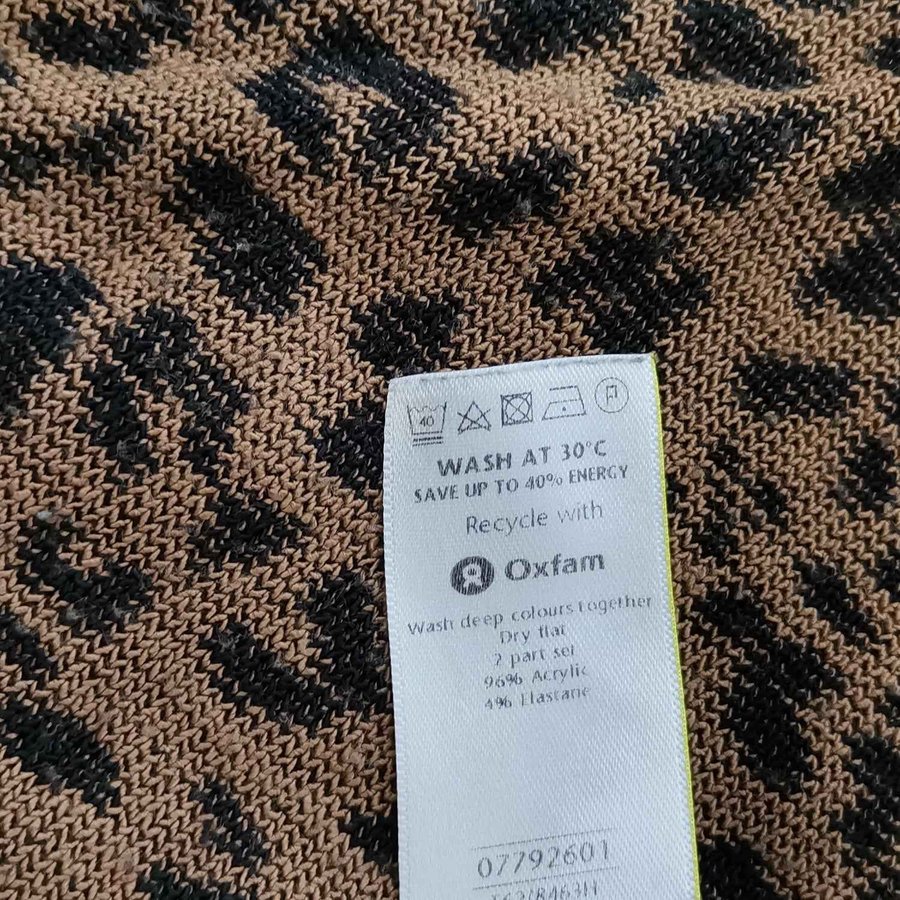 40
P
WASH AT 30°C
SAVE UP TO 40% ENERGY
Recycle with
Oxfam
Wash deep colours together
Dry flat
2 part set
96% Acrylic
4% Elastane
07792601